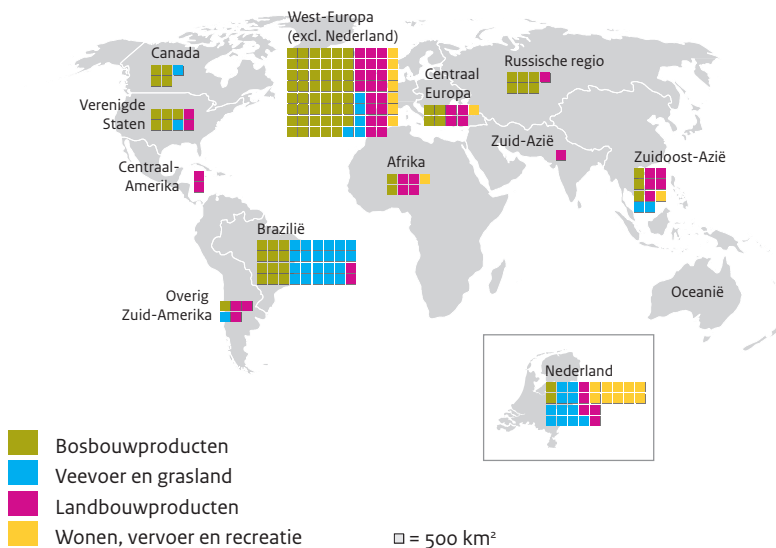 West-Europa
(excl. Nederland)
Canada
Russische regio
Centraal
Europa
Verenigde
Staten
Zuid-Azië
Zuidoost-Azië
Centraal-
Amerika
Afrika
Brazilië
Overig
Zuid-Amerika
Oceanië
Nederland
Bosbouwproducten
Veevoer en grasland
Landbouwproducten
Wonen, vervoer en recreatie
= 500 km²